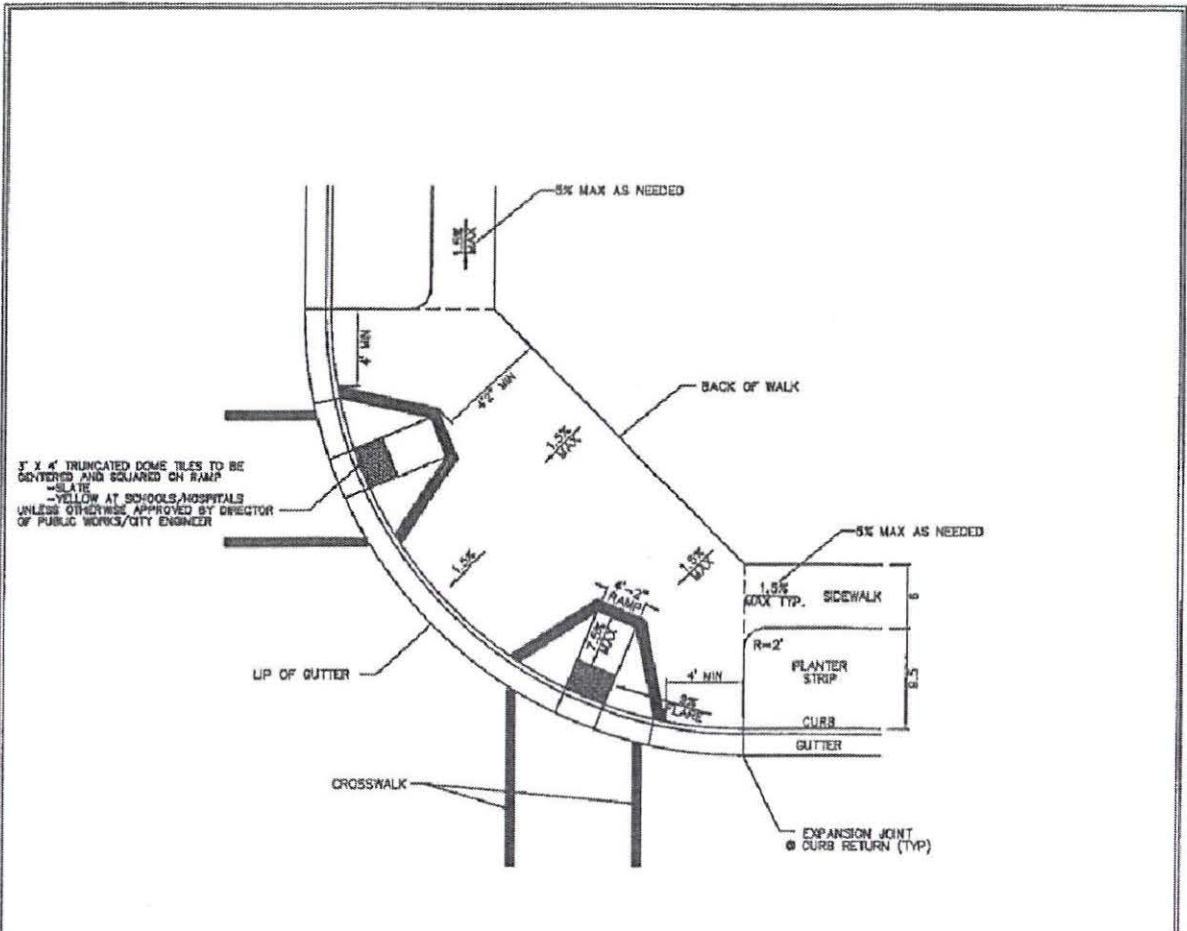 5% MAX AS NEEDED
1.5%
MAX
4' MIN
4'2" MIN
BACK OF WALK
1.5%
MAX
3' X 4' TRUNCATED DOME TILES TO BE
CENTERED AND SQUARED ON RAMP
-SLATE
-YELLOW AT SCHOOLS/HOSPITALS
UNLESS OTHERWISE APPROVED BY DIRECTOR
OF PUBLIC WORKS/CITY ENGINEER
5% MAX AS NEEDED
1.5%
1.5%
MAX
1.5%
MAX TYP.
SIDEWALK
6
4'-2"
RAMP
7.5%
MAX
R=2'
PLANTER
STRIP
LIP OF GUTTER
4' MIN
FLARE
CURB
GUTTER
CROSSWALK
EXPANSION JOINT
@ CURB RETURN (TYP)